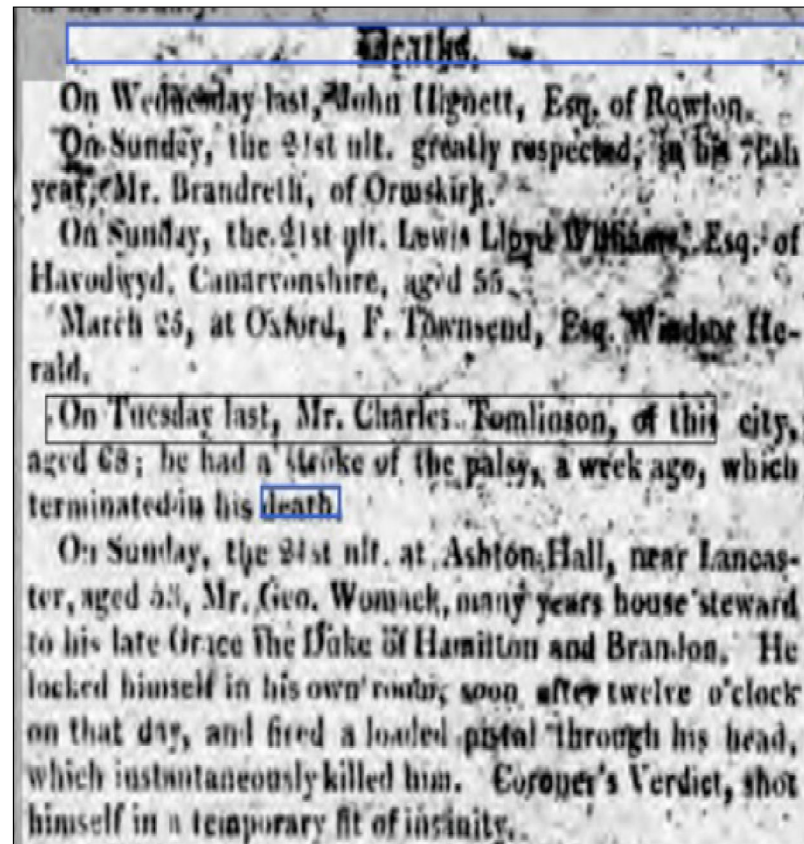 Deaths.
On Wednesday last, John Hignett, Esq. of Rowton.
On Sunday, the 21st ult. greatly respected, in his 76th
year, Mr. Brandreth, of Ormskirk.
On Sunday, the 21st ult. Lewis Lloyd Williams, Esq. of
Havodwyd, Canarvonshire, aged 55.
March 25, at Oxford, F. Townsend, Esq. Windsor He-
rald.
On Tuesday last, Mr. Charles Tomlinson, of this city,
aged 68; he had a stroke of the palsy, a week ago, which
terminated in his death.
On Sunday, the 21st ult. at Ashton Hall, near Lancas-
ter, aged 53, Mr. Geo. Womack, many years house steward
to his late Grace the Duke of Hamilton and Brandon. He
locked himself in his own room, soon after twelve o'clock
on that day, and fired a loaded pistol through his head,
which instantaneously killed him. Coroner's Verdict, shot
himself in a temporary fit of insanity.